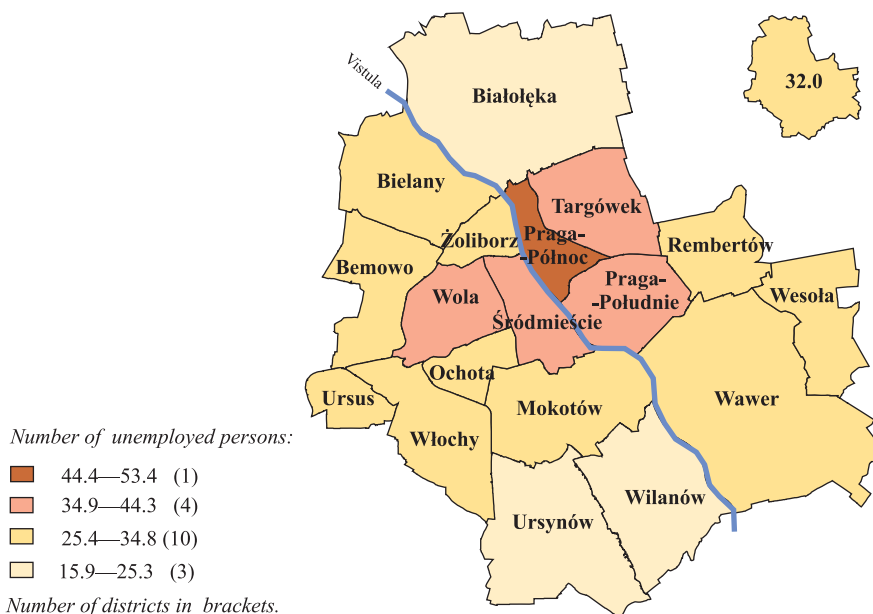 Vistula
Białołęka
32.0
Bielany
Targówek
Żoliborz
Praga-
-Północ
Rembertów
Bemowo
Wola
Praga-
-Południe
Wesoła
Śródmieście
Ochota
Ursus
Mokotów
Wawer
Włochy
Wilanów
Ursynów
Number of unemployed persons:
44.4—53.4 (1)
34.9—44.3 (4)
25.4—34.8 (10)
15.9—25.3 (3)
Number of districts in brackets.